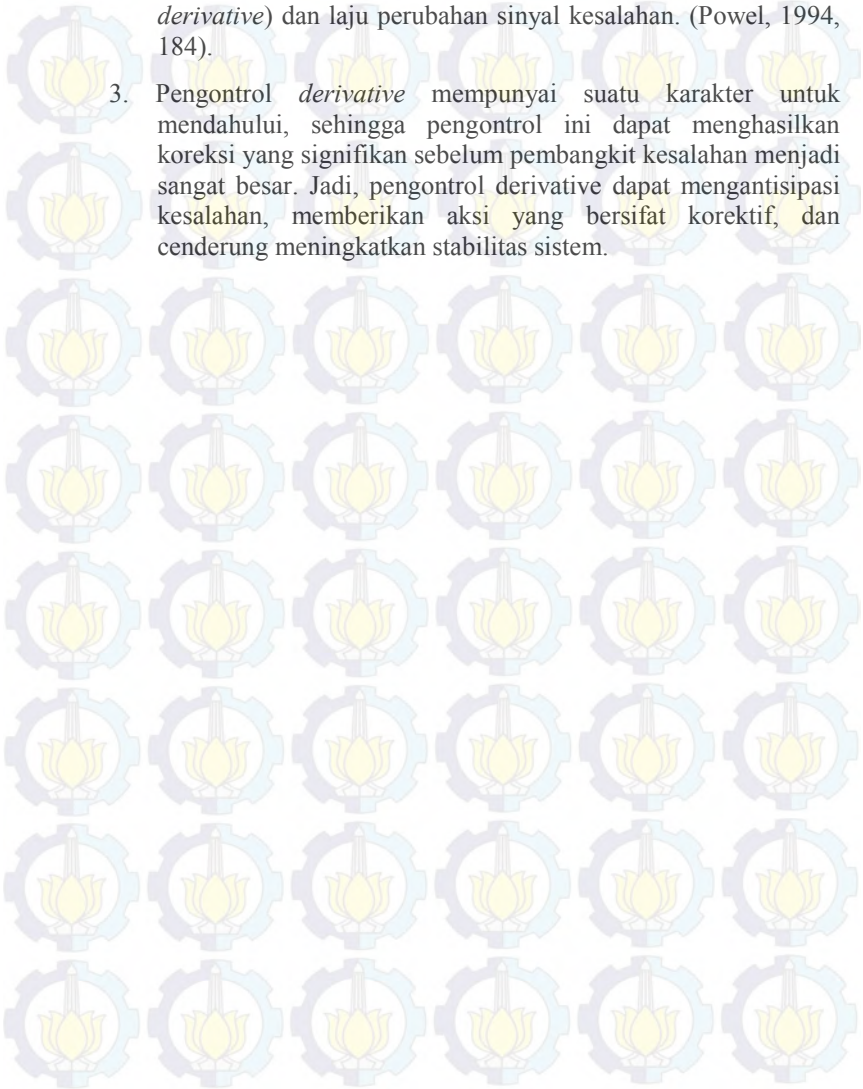 derivative) dan laju perubahan sinyal kesalahan. (Powel, 1994,
184).
3. Pengontrol derivative mempunyai suatu karakter untuk
mendahului, sehingga pengontrol ini dapat menghasilkan
koreksi yang signifikan sebelum pembangkit kesalahan menjadi
sangat besar. Jadi, pengontrol derivative dapat mengantisipasi
kesalahan, memberikan aksi yang bersifat korektif, dan
cenderung meningkatkan stabilitas sistem.